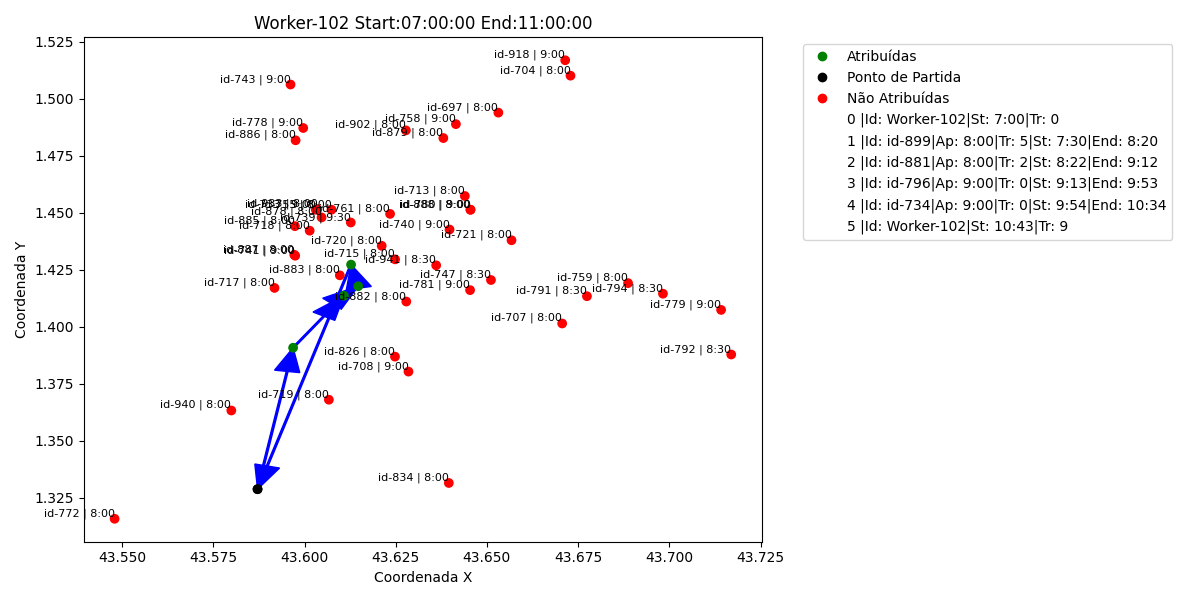 Worker-102 Start:07:00:00 End:11:00:00
1.525
1.500
1.475
1.450
1.425
1.400
1.375
1.350
1.325
Coordenada Y
id-918 | 9:00
id-704 | 8:00
id-743 | 9:00
id-697 | 8:00
id-758 | 9:00
id-778 | 9:00
id-902 | 8:00
id-886 | 8:00
id-879 | 8:00
id-713 | 8:00
id-761 | 8:00
id-739 | 9:30
id-878 | 8:00
id-885 | 8:00
id-718 | 8:00
id-740 | 9:00
id-721 | 8:00
id-720 | 8:00
id-715 | 8:00
id-941 | 8:30
id-883 | 8:00
id-747 | 8:30
id-717 | 8:00
id-781 | 9:00
id-759 | 8:00
id-791 | 8:30
id-794 | 8:30
id-882 | 8:00
id-779 | 9:00
id-707 | 8:00
id-826 | 8:00
id-792 | 8:30
id-708 | 9:00
id-719 | 8:00
id-940 | 8:00
id-834 | 8:00
id-772 | 8:00
43.550 43.575 43.600 43.625 43.650 43.675 43.700 43.725
Coordenada X
Atribuídas
Ponto de Partida
Não Atribuídas
0 |Id: Worker-102|St: 7:00|Tr: 0
1 |Id: id-899|Ap: 8:00|Tr: 5|St: 7:30|End: 8:20
2 |Id: id-881|Ap: 8:00|Tr: 2|St: 8:22|End: 9:12
3 |Id: id-796|Ap: 9:00|Tr: 0|St: 9:13|End: 9:53
4 |Id: id-734|Ap: 9:00|Tr: 0|St: 9:54|End: 10:34
5 |Id: Worker-102|St: 10:43|Tr: 9